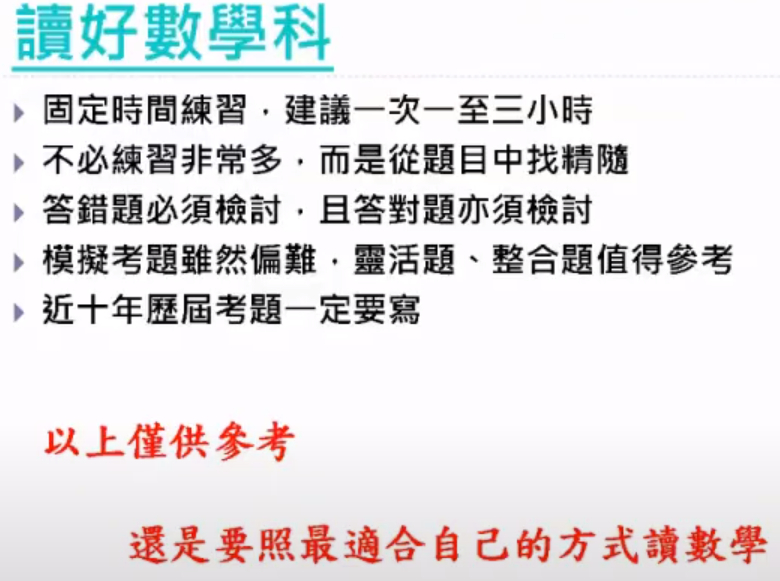 讀好數學科
固定時間練習，建議一次一至三小時
不必練習非常多，而是從題目中找精隨
答錯題必須檢討，且答對題亦須檢討
模擬考題雖然偏難，靈活題、整合題值得參考
近十年歷屆考題一定要寫
以上僅供參考
還是要照最適合自己的方式讀數學